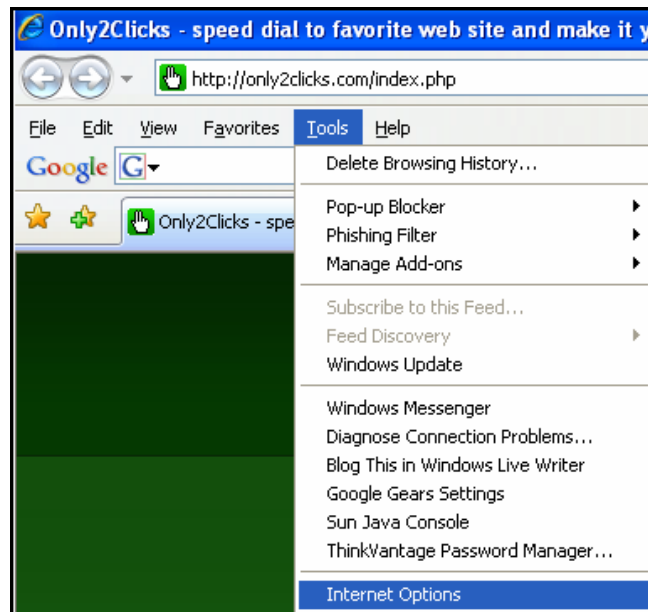 Only2Clicks - speed dial to favorite web site and make it y
http://only2clicks.com/index.php
File Edit View Favorites Tools Help
Google G
Delete Browsing History...
Only2Clicks - spe
Pop-up Blocker
Phishing Filter
Manage Add-ons
Subscribe to this Feed...
Feed Discovery
Windows Update
Windows Messenger
Diagnose Connection Problems...
Blog This in Windows Live Writer
Google Gears Settings
Sun Java Console
ThinkVantage Password Manager...
Internet Options